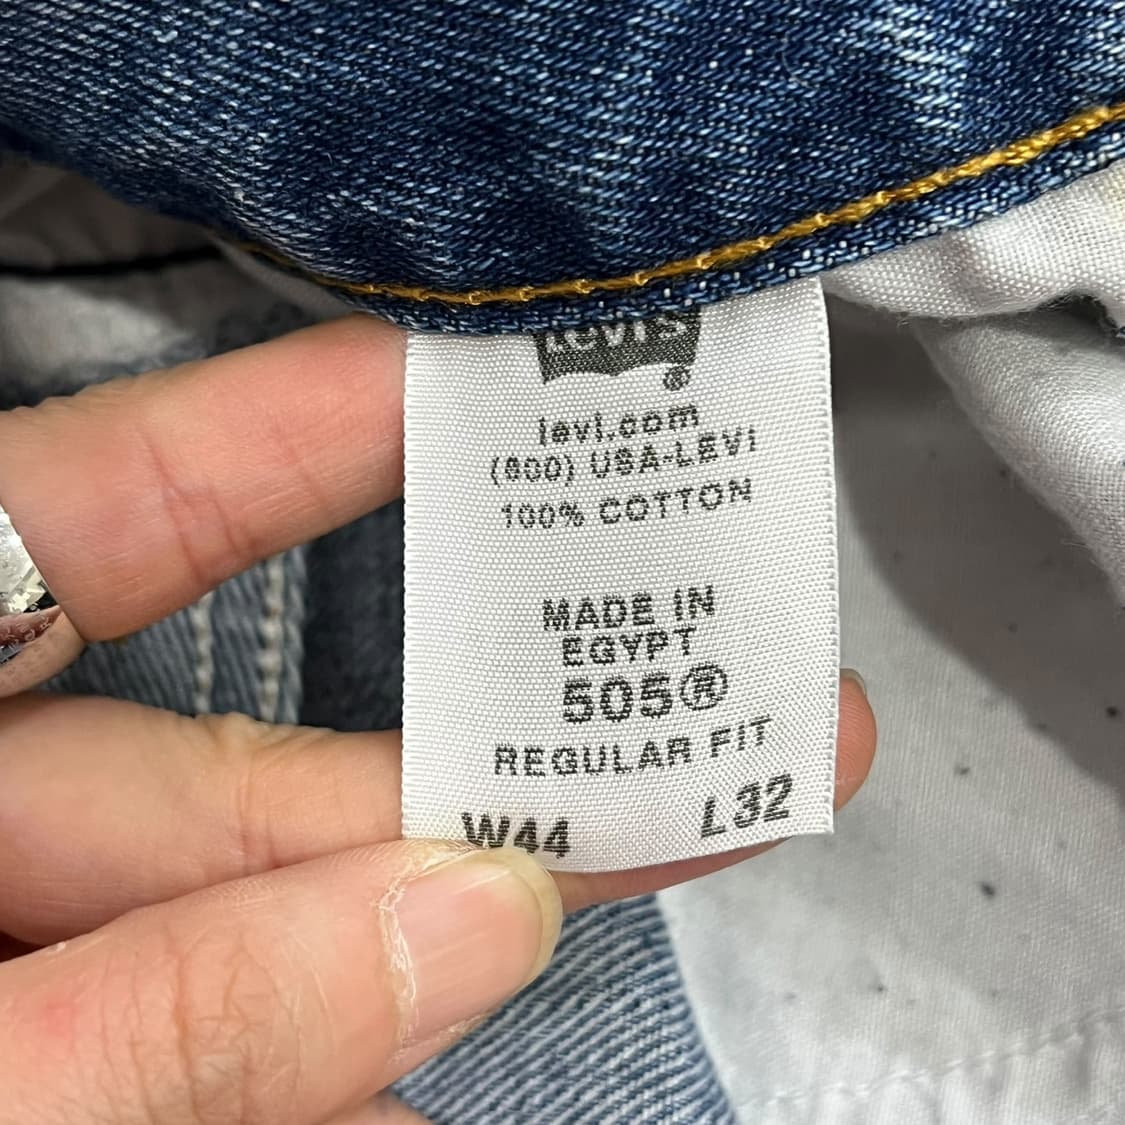 Levi's
®
levi.com
(800) USA-LEVI
100% COTTON
MADE IN
EGYPT
505®
REGULAR FIT
W44 L32